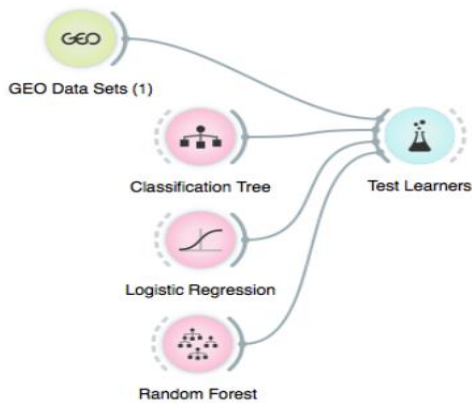 GEO
GEO Data Sets (1)
Classification Tree
Test Learners
Logistic Regression
Random Forest